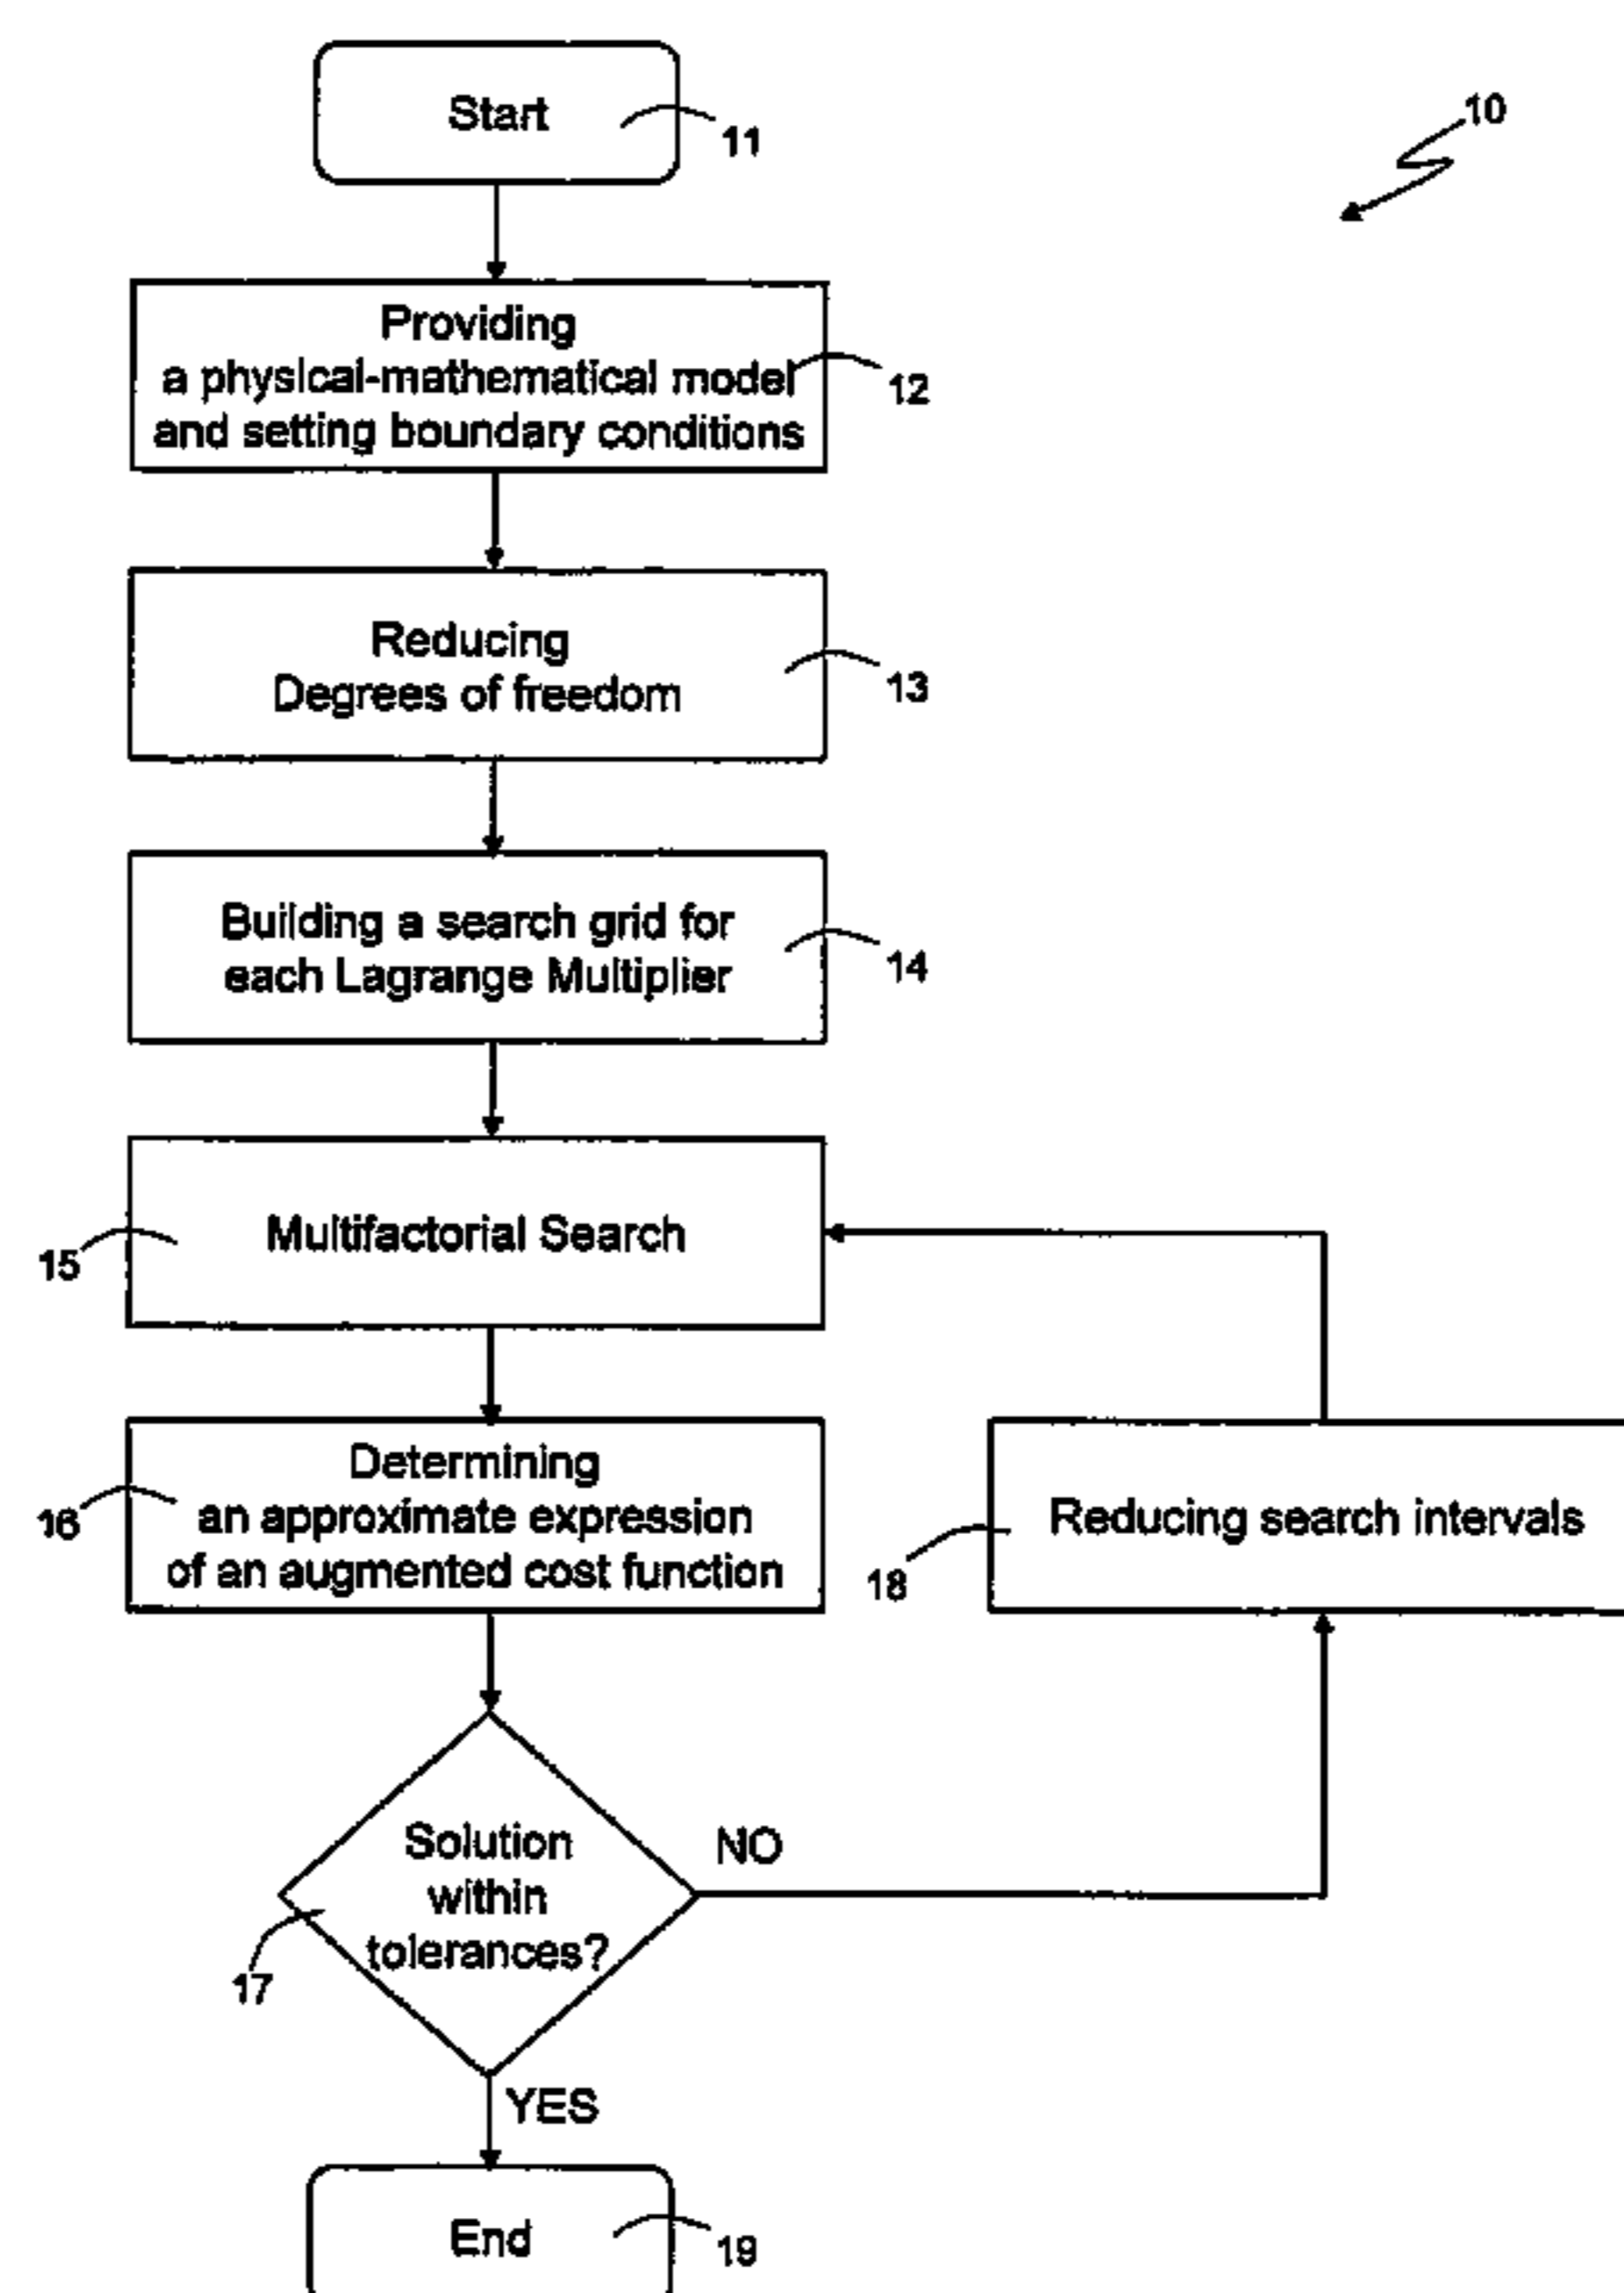 Start
11
10
Providing
a physical-mathematical model
and setting boundary conditions
12
Reducing
Degrees of freedom
13
Building a search grid for
each Lagrange Multiplier
14
Multifactorial Search
15
Determining
an approximate expression
of an augmented cost function
16
Reducing search intervals
18
Solution
within
tolerances?
NO
17
YES
End
19